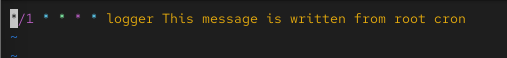 */1 * * * * logger This message is written from root cron
~
~